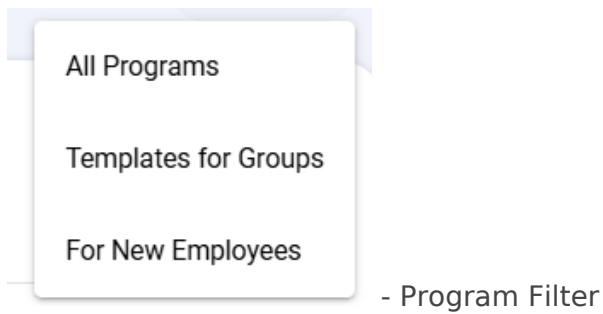 All Programs
Templates for Groups
For New Employees
- Program Filter